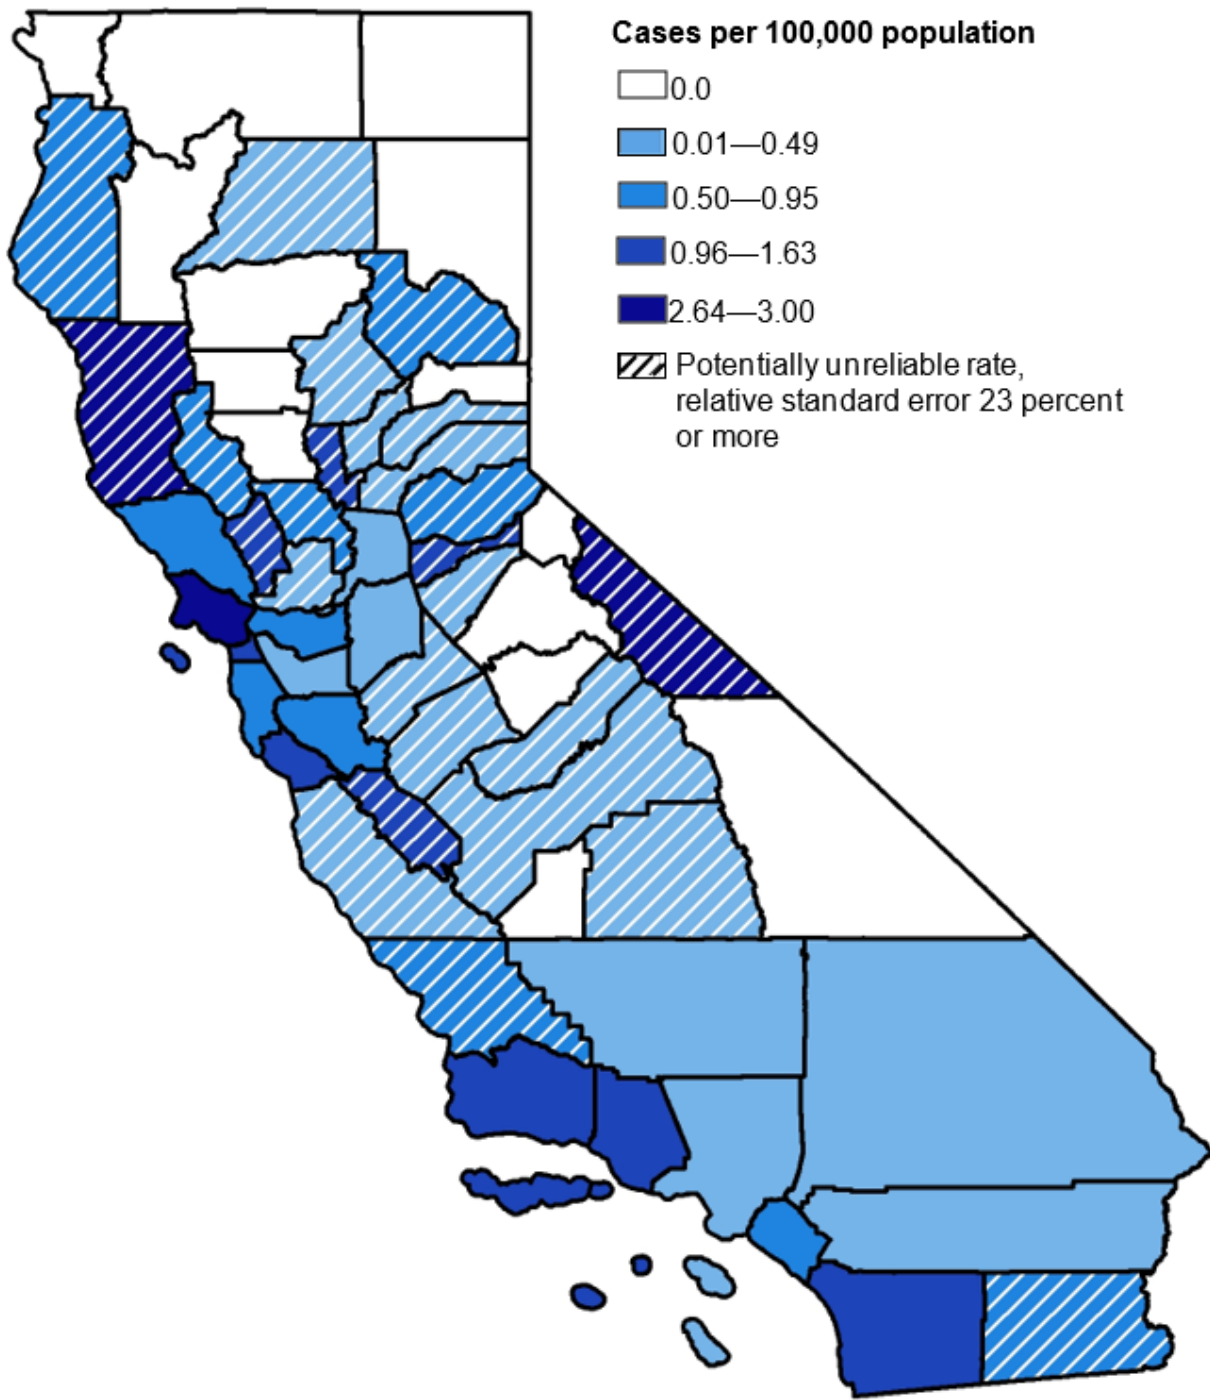 Cases per 100,000 population
0.0
0.01—0.49
0.50—0.95
0.96—1.63
2.64—3.00
Potentially unreliable rate,
relative standard error 23 percent
or more